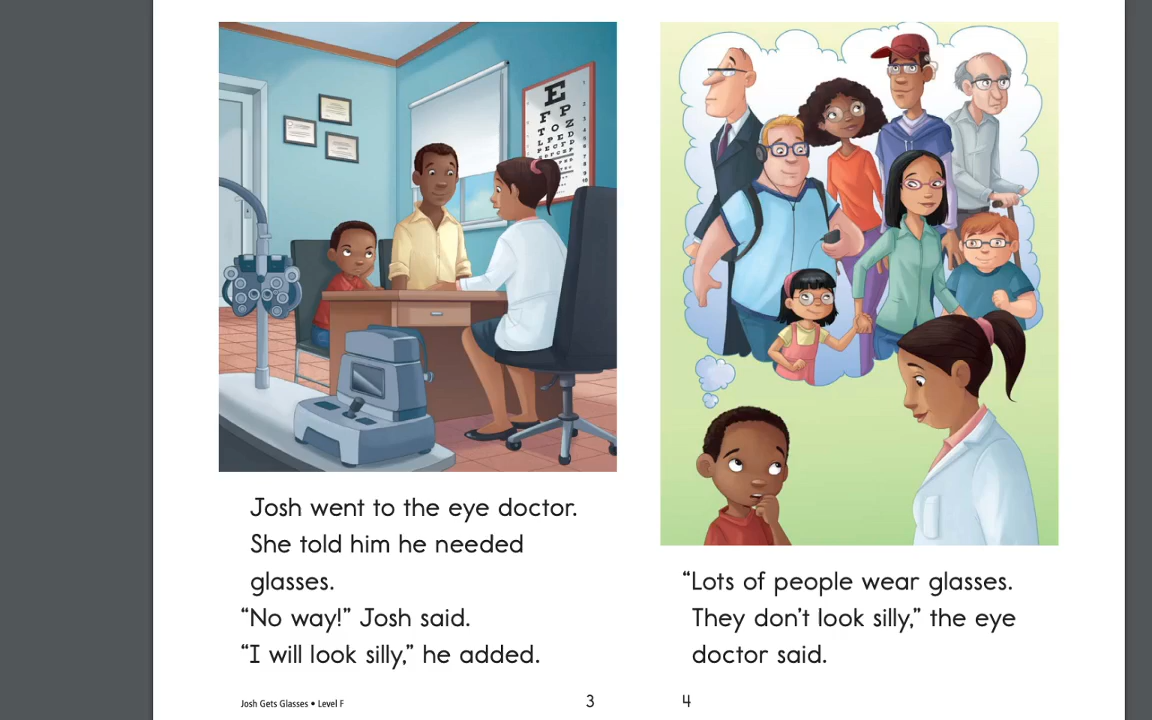 Josh went to the eye doctor.
She told him he needed
glasses.
“No way!” Josh said.
“I will look silly,” he added.
Josh Gets Glasses • Level F
3
“Lots of people wear glasses.
They don’t look silly,” the eye
doctor said.
4